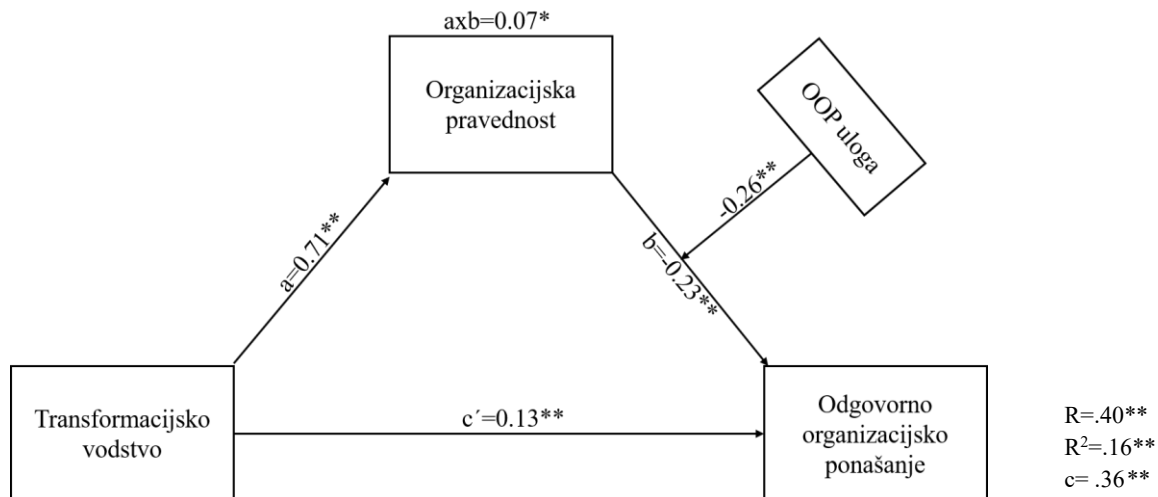 axb=0.07*
Organizacijska
pravednost
OOP uloga
-0.26**
a=0.71**
b=-0.23**
Transformacijsko
vodstvo
c´=0.13**
Odgovorno
organizacijsko
ponašanje
R=.40**
R²=.16**
c= .36**